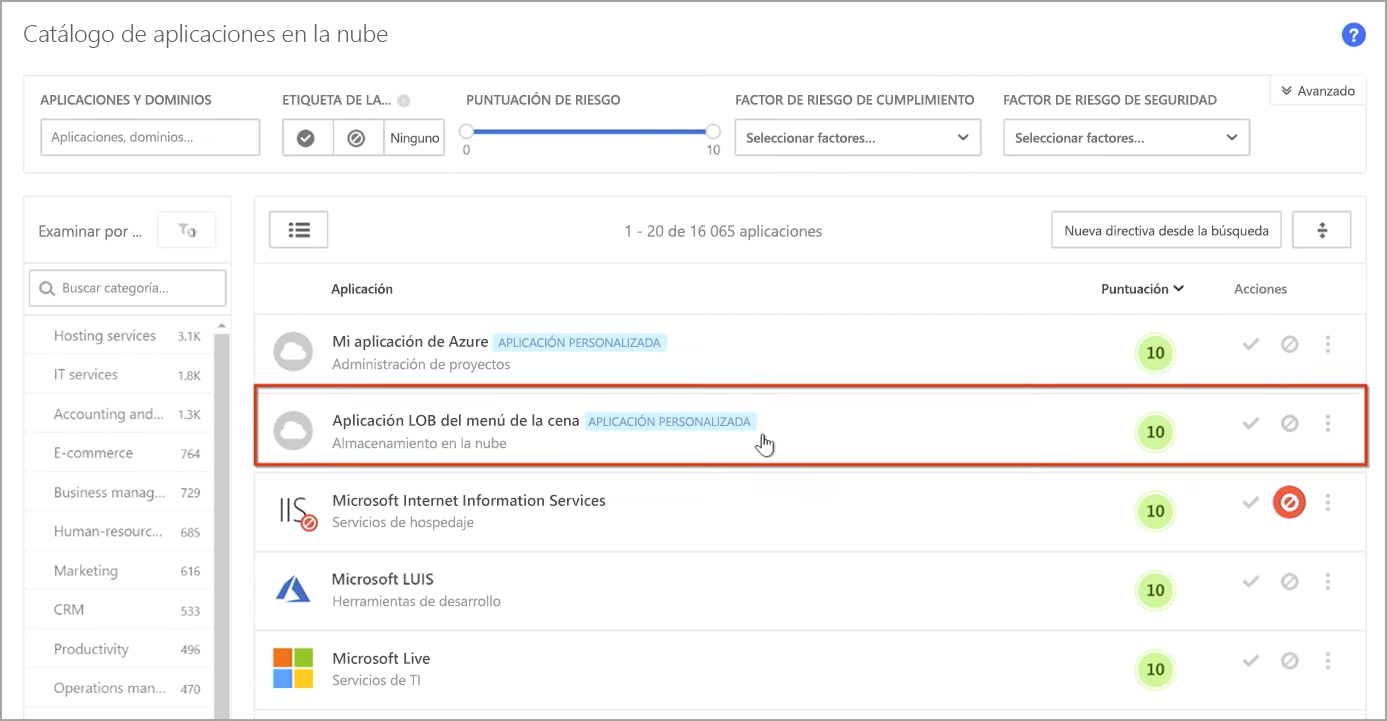 Catálogo de aplicaciones en la nube
?
APLICACIONES Y DOMINIOS
ETIQUETA DE LA...
PUNTUACIÓN DE RIESGO
FACTOR DE RIESGO DE CUMPLIMIENTO
FACTOR DE RIESGO DE SEGURIDAD
Avanzado
Aplicaciones, dominios...
Ninguno
0
10
Seleccionar factores...
Seleccionar factores...
Examinar por ...
1 - 20 de 16 065 aplicaciones
Nueva directiva desde la búsqueda
Buscar categoría...
Hosting services 3.1K
IT services 1.8K
Accounting and... 1.3K
E-commerce 764
Business manag... 729
Human-resourc... 685
Marketing 616
CRM 533
Productivity 496
Operations man... 470
Aplicación
Puntuación
Acciones
Mi aplicación de Azure APLICACIÓN PERSONALIZADA
Administración de proyectos
10
Aplicación LOB del menú de la cena APLICACIÓN PERSONALIZADA
Almacenamiento en la nube
10
IIS
Microsoft Internet Information Services
Servicios de hospedaje
10
Microsoft LUIS
Herramientas de desarrollo
10
Microsoft Live
Servicios de TI
10